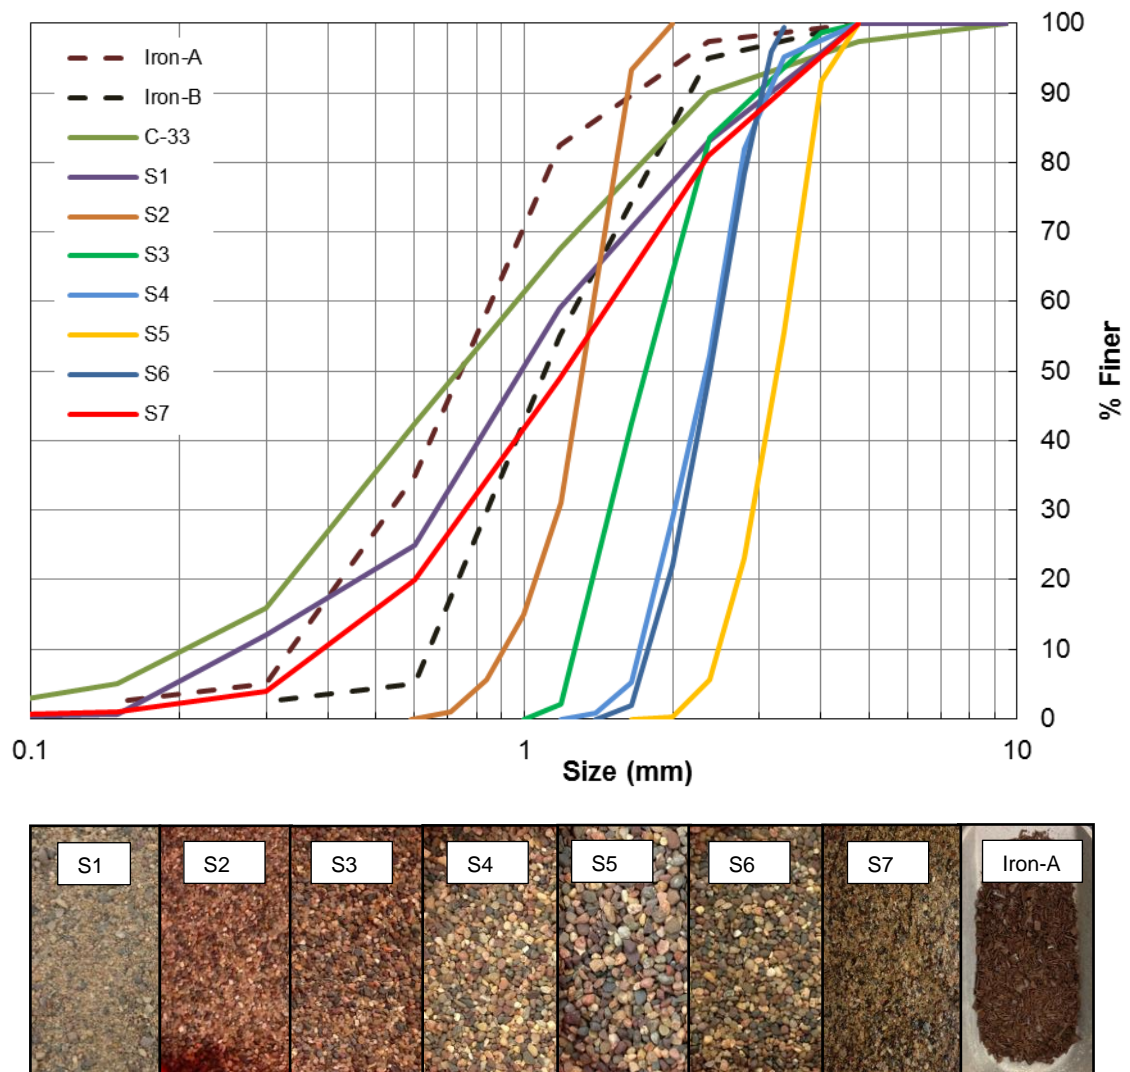 Iron-A
Iron-B
C-33
S1
S2
S3
S4
S5
S6
S7
100
90
80
70
60
50
40
30
20
10
0
% Finer
0.1 1 10
Size (mm)
S1 S2 S3 S4 S5 S6 S7 Iron-A